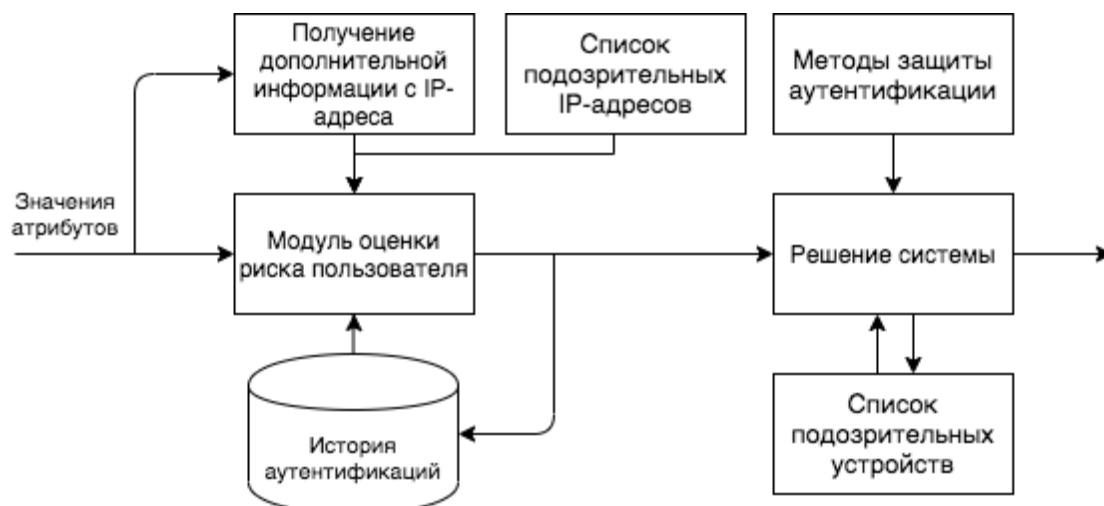 Получение
дополнительной
информации с IP-
адреса
Список
подозрительных
IP-адресов
Методы защиты
аутентификации
Значения
атрибутов
Модуль оценки
риска пользователя
Решение системы
История
аутентификаций
Список
подозрительных
устройств